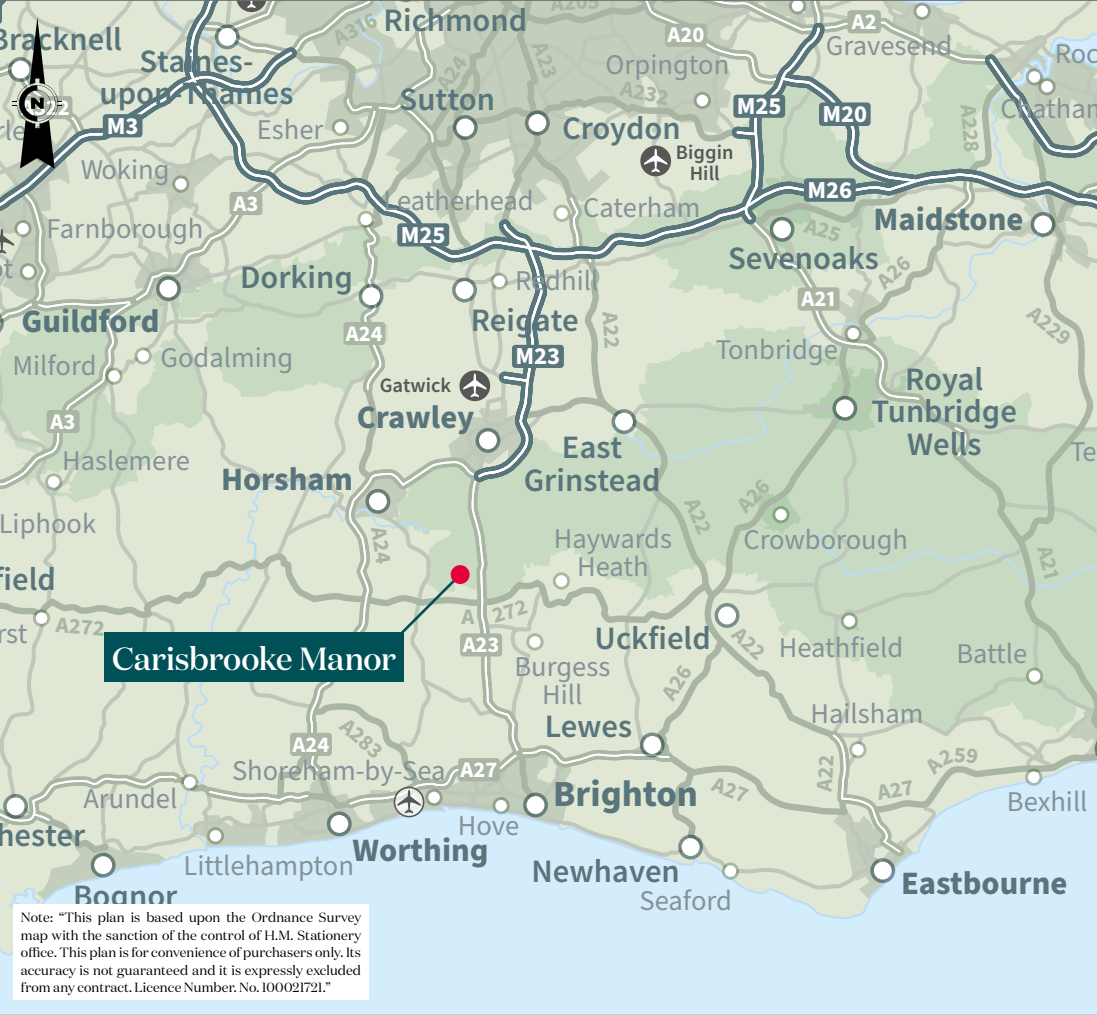 A205
Richmond
A316
A20
A2
Gravesend
Bracknell
Staines-
upon-Thames
A24
A23
Orpington
A232
Sutton
M25
M20
A228
Chatham
N
M3
Esher
Croydon
Biggin
Hill
Woking
A3
Leatherhead
Caterham
M26
Maidstone
Farnborough
M25
A25
Sevenoaks
A26
Dorking
Redhill
A21
Guildford
A24
Reigate
A22
A229
Milford
Godalming
M23
Tonbridge
Gatwick
Royal
Tunbridge
Wells
A3
Crawley
East
Grinstead
Haslemere
Horsham
A26
A22
Liphook
A24
Haywards
Heath
Crowborough
A21
field
A272
rst
A 272
A23
Carisbrooke Manor
Uckfield
A22
Heathfield
Battle
Burgess
Hill
A26
Hailsham
Lewes
A24
A283
Shoreham-by-Sea
A27
A22
A259
A27
A27
Arundel
Brighton
Bexhill
hester
Hove
Worthing
Littlehampton
Newhaven
Seaford
Eastbourne
Bognor
Note: “This plan is based upon the Ordnance Survey
map with the sanction of the control of H.M. Stationery
office. This plan is for convenience of purchasers only. Its
accuracy is not guaranteed and it is expressly excluded
from any contract. Licence Number. No. 100021721.”